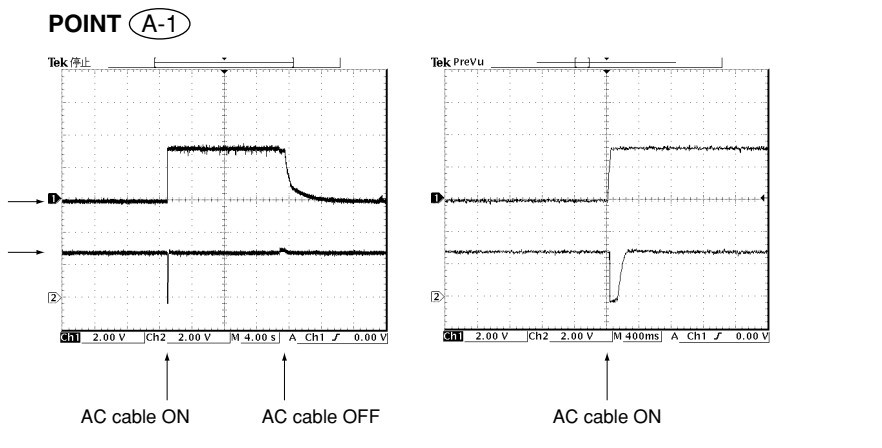 POINT A-1
Tek 停止
1
2
Ch1 2.00 V Ch2 2.00 V M 4.00 s A Ch1 ∫ 0.00 V
AC cable ON
AC cable OFF
Tek PreVu
1
2
Ch1 2.00 V Ch2 2.00 V M 400ms A Ch1 ∫ 0.00 V
AC cable ON